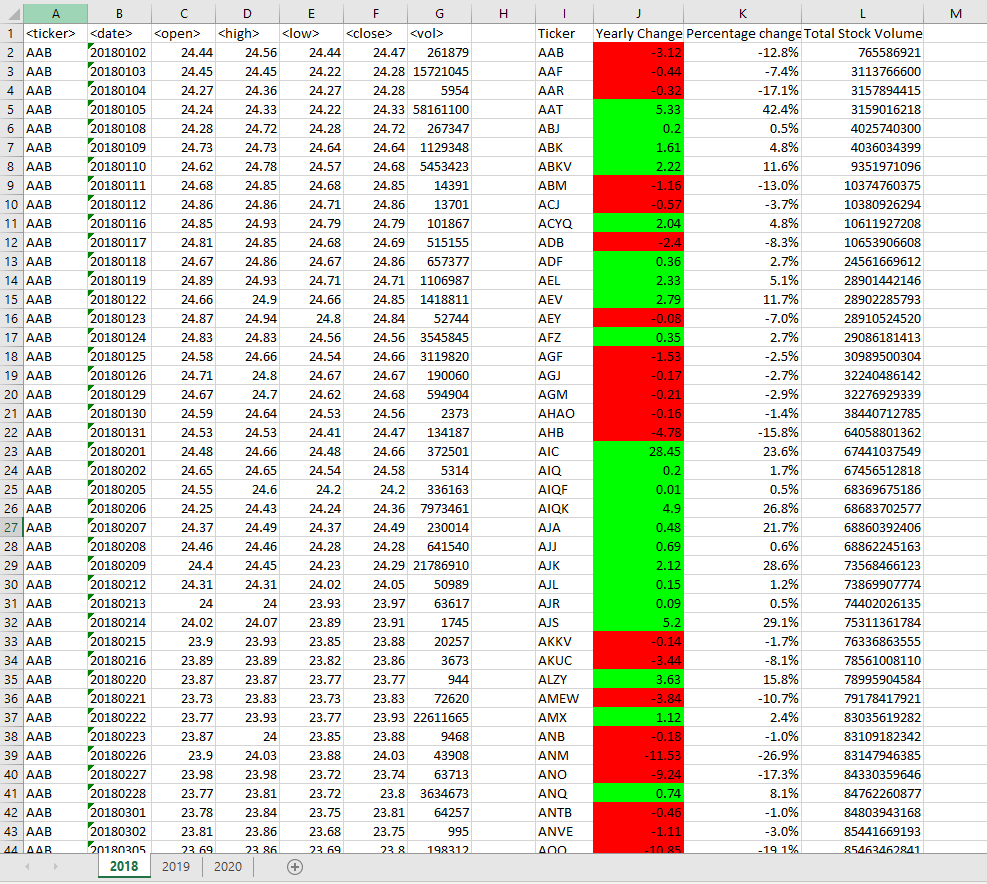 A B C D E F G H I J K L M
1 <ticker> <date> <open> <high> <low> <close> <vol> Ticker Yearly Change Percentage change Total Stock Volume
2 AAB 20180102 24.44 24.56 24.44 24.47 261879 AAB -3.12 -12.8% 765586921
3 AAB 20180103 24.45 24.45 24.22 24.28 15721045 AAF -0.44 -7.4% 3113766600
4 AAB 20180104 24.27 24.36 24.27 24.28 5954 AAR -0.32 -17.1% 3157894415
5 AAB 20180105 24.24 24.33 24.22 24.33 58161100 AAT 5.33 42.4% 3159016218
6 AAB 20180108 24.28 24.72 24.28 24.72 267347 ABJ 0.2 0.5% 4025740300
7 AAB 20180109 24.73 24.73 24.64 24.64 1129348 ABK 1.61 4.8% 4036034399
8 AAB 20180110 24.62 24.78 24.57 24.68 5453423 ABKV 2.22 11.6% 9351971096
9 AAB 20180111 24.68 24.85 24.68 24.85 14391 ABM -1.16 -13.0% 10374760375
10 AAB 20180112 24.86 24.86 24.71 24.86 13701 ACJ -0.57 -3.7% 10380926294
11 AAB 20180116 24.85 24.93 24.79 24.79 101867 ACYQ 2.04 4.8% 10611927208
12 AAB 20180117 24.81 24.85 24.68 24.69 515155 ADB -2.4 -8.3% 10653906608
13 AAB 20180118 24.67 24.86 24.67 24.86 657377 ADF 0.36 2.7% 24561669612
14 AAB 20180119 24.89 24.93 24.71 24.71 1106987 AEL 2.33 5.1% 28901442146
15 AAB 20180122 24.66 24.9 24.66 24.85 1418811 AEV 2.79 11.7% 28902285793
16 AAB 20180123 24.87 24.94 24.8 24.84 52744 AEY -0.08 -7.0% 28910524520
17 AAB 20180124 24.83 24.83 24.56 24.56 3545845 AFZ 0.35 2.7% 29086181413
18 AAB 20180125 24.58 24.66 24.54 24.66 3119820 AGF -1.53 -2.5% 30989500304
19 AAB 20180126 24.71 24.8 24.67 24.67 190060 AGJ -0.17 -2.7% 32240486142
20 AAB 20180129 24.67 24.7 24.62 24.68 594904 AGM -0.21 -2.9% 32276929339
21 AAB 20180130 24.59 24.64 24.53 24.56 2373 AHAO -0.16 -1.4% 38440712785
22 AAB 20180131 24.53 24.53 24.41 24.47 134187 AHB -4.78 -15.8% 64058801362
23 AAB 20180201 24.48 24.66 24.48 24.66 372501 AIC 28.45 23.6% 67441037549
24 AAB 20180202 24.65 24.65 24.54 24.58 5314 AIQ 0.2 1.7% 67456512818
25 AAB 20180205 24.55 24.6 24.2 24.2 336163 AIQF 0.01 0.5% 68369675186
26 AAB 20180206 24.25 24.43 24.24 24.36 7973461 AIQK 4.9 26.8% 68683702577
27 AAB 20180207 24.37 24.49 24.37 24.49 230014 AJA 0.48 21.7% 68860392406
28 AAB 20180208 24.46 24.46 24.28 24.28 641540 AJJ 0.69 0.6% 68862245163
29 AAB 20180209 24.4 24.45 24.23 24.29 21786910 AJK 2.12 28.6% 73568466123
30 AAB 20180212 24.31 24.31 24.02 24.05 50989 AJL 0.15 1.2% 73869907774
31 AAB 20180213 24 24 23.93 23.97 63617 AJR 0.09 0.5% 74402026135
32 AAB 20180214 24.02 24.07 23.89 23.91 1745 AJS 5.2 29.1% 75311361784
33 AAB 20180215 23.9 23.93 23.85 23.88 20257 AKKV -0.14 -1.7% 76336863555
34 AAB 20180216 23.89 23.89 23.82 23.86 3673 AKUC -3.44 -8.1% 78561008110
35 AAB 20180220 23.87 23.87 23.77 23.77 944 ALZY 3.63 15.8% 78995904584
36 AAB 20180221 23.73 23.83 23.73 23.83 72620 AMEW -3.84 -10.7% 79178417921
37 AAB 20180222 23.77 23.93 23.77 23.93 22611665 AMX 1.12 2.4% 83035619282
38 AAB 20180223 23.87 24 23.85 23.88 9468 ANB -0.18 -1.0% 83109182342
39 AAB 20180226 23.9 24.03 23.88 24.03 43908 ANM -11.53 -26.9% 83147946385
40 AAB 20180227 23.98 23.98 23.72 23.74 63713 ANO -9.24 -17.3% 84330359646
41 AAB 20180228 23.77 23.81 23.72 23.8 3634673 ANQ 0.74 8.1% 84762260877
42 AAB 20180301 23.78 23.84 23.75 23.81 64257 ANTB -0.46 -1.0% 84803943168
43 AAB 20180302 23.81 23.86 23.68 23.75 995 ANVE -1.11 -3.0% 85441669193
44 AAB 20180305 23.69 23.86 23.69 23.8 198312 AOO -10.85 -19.1% 85463462841
2018 2019 2020